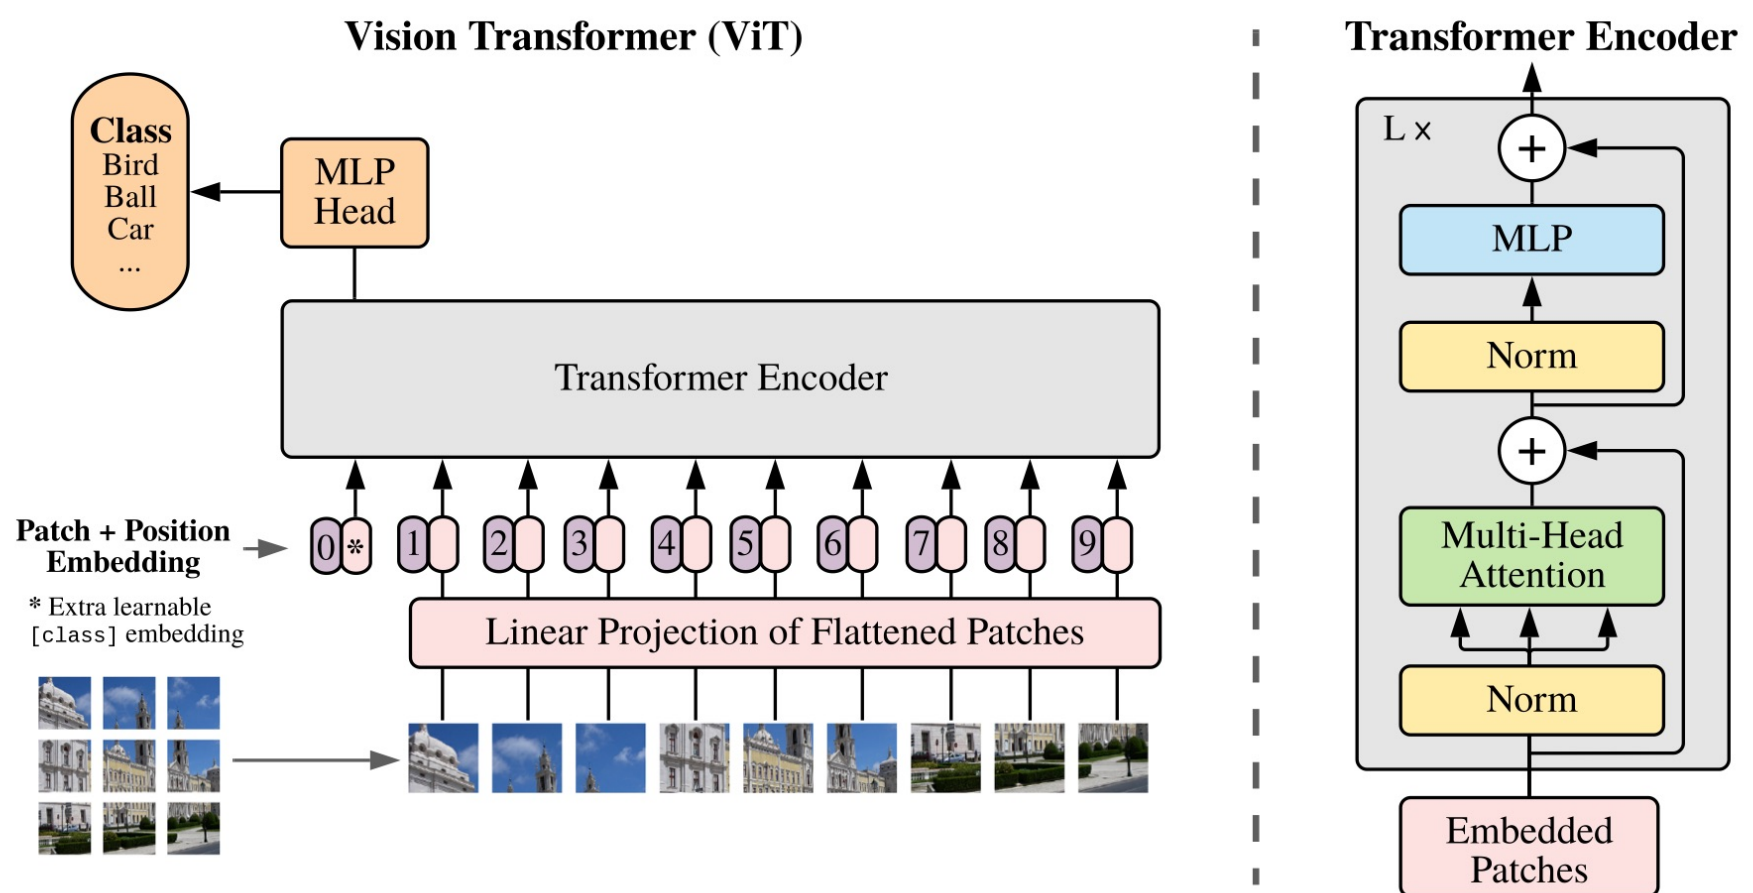 Vision Transformer (ViT)
Class
Bird
Ball
Car
...
MLP
Head
Transformer Encoder
Patch + Position
Embedding
0 * 1 2 3 4 5 6 7 8 9
* Extra learnable
[class] embedding
Linear Projection of Flattened Patches
Transformer Encoder
L ×
+
MLP
Norm
+
Multi-Head
Attention
Norm
Embedded
Patches